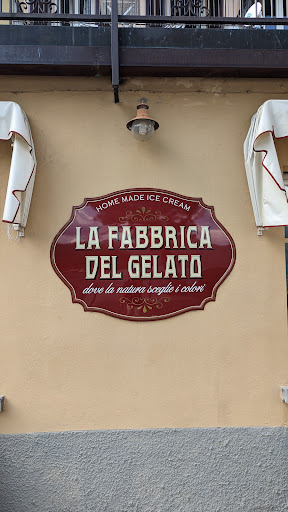 HOME MADE ICE CREAM
LA FABBRICA
DEL GELATO
dove la natura sceglie i colori